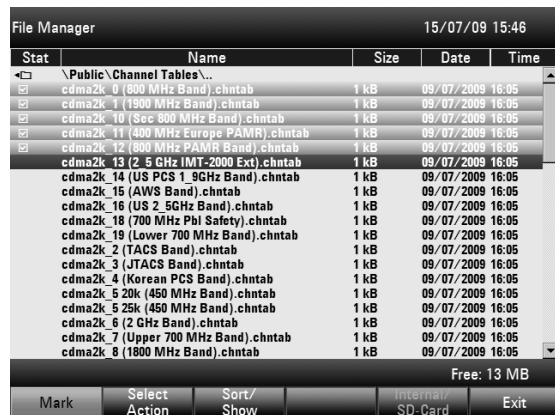 File Manager 15/07/09 15:46
Stat Name Size Date Time
\Public\Channel Tables\..
cdma2k_0 (800 MHz Band).chntab 1 kB 09/07/2009 16:05
cdma2k_1 (1900 MHz Band).chntab 1 kB 09/07/2009 16:05
cdma2k_10 (Sec 800 MHz Band).chntab 1 kB 09/07/2009 16:05
cdma2k_11 (400 MHz Europe PAMR).chntab 1 kB 09/07/2009 16:05
cdma2k_12 (800 MHz PAMR Band).chntab 1 kB 09/07/2009 16:05
cdma2k_13 (2_5 GHz IMT-2000 Ext).chntab 1 kB 09/07/2009 16:05
cdma2k_14 (US PCS 1_9GHz Band).chntab 1 kB 09/07/2009 16:05
cdma2k_15 (AWS Band).chntab 1 kB 09/07/2009 16:05
cdma2k_16 (US 2_5GHz Band).chntab 1 kB 09/07/2009 16:05
cdma2k_18 (700 MHz Pbl Safety).chntab 1 kB 09/07/2009 16:05
cdma2k_19 (Lower 700 MHz).chntab 1 kB 09/07/2009 16:05
cdma2k_2 (TACS Band).chntab 1 kB 09/07/2009 16:05
cdma2k_3 (JTACS Band).chntab 1 kB 09/07/2009 16:05
cdma2k_4 (Korean PCS Band).chntab 1 kB 09/07/2009 16:05
cdma2k_5 20k (450 MHz Band).chntab 1 kB 09/07/2009 16:05
cdma2k_5 25k (450 MHz Band).chntab 1 kB 09/07/2009 16:05
cdma2k_6 (2 GHz Band).chntab 1 kB 09/07/2009 16:05
cdma2k_7 (Upper 700 MHz Band).chntab 1 kB 09/07/2009 16:05
cdma2k_8 (1800 MHz Band).chntab 1 kB 09/07/2009 16:05
Free: 13 MB
Mark Select Action Sort/ Show Internal/ SD-Card Exit